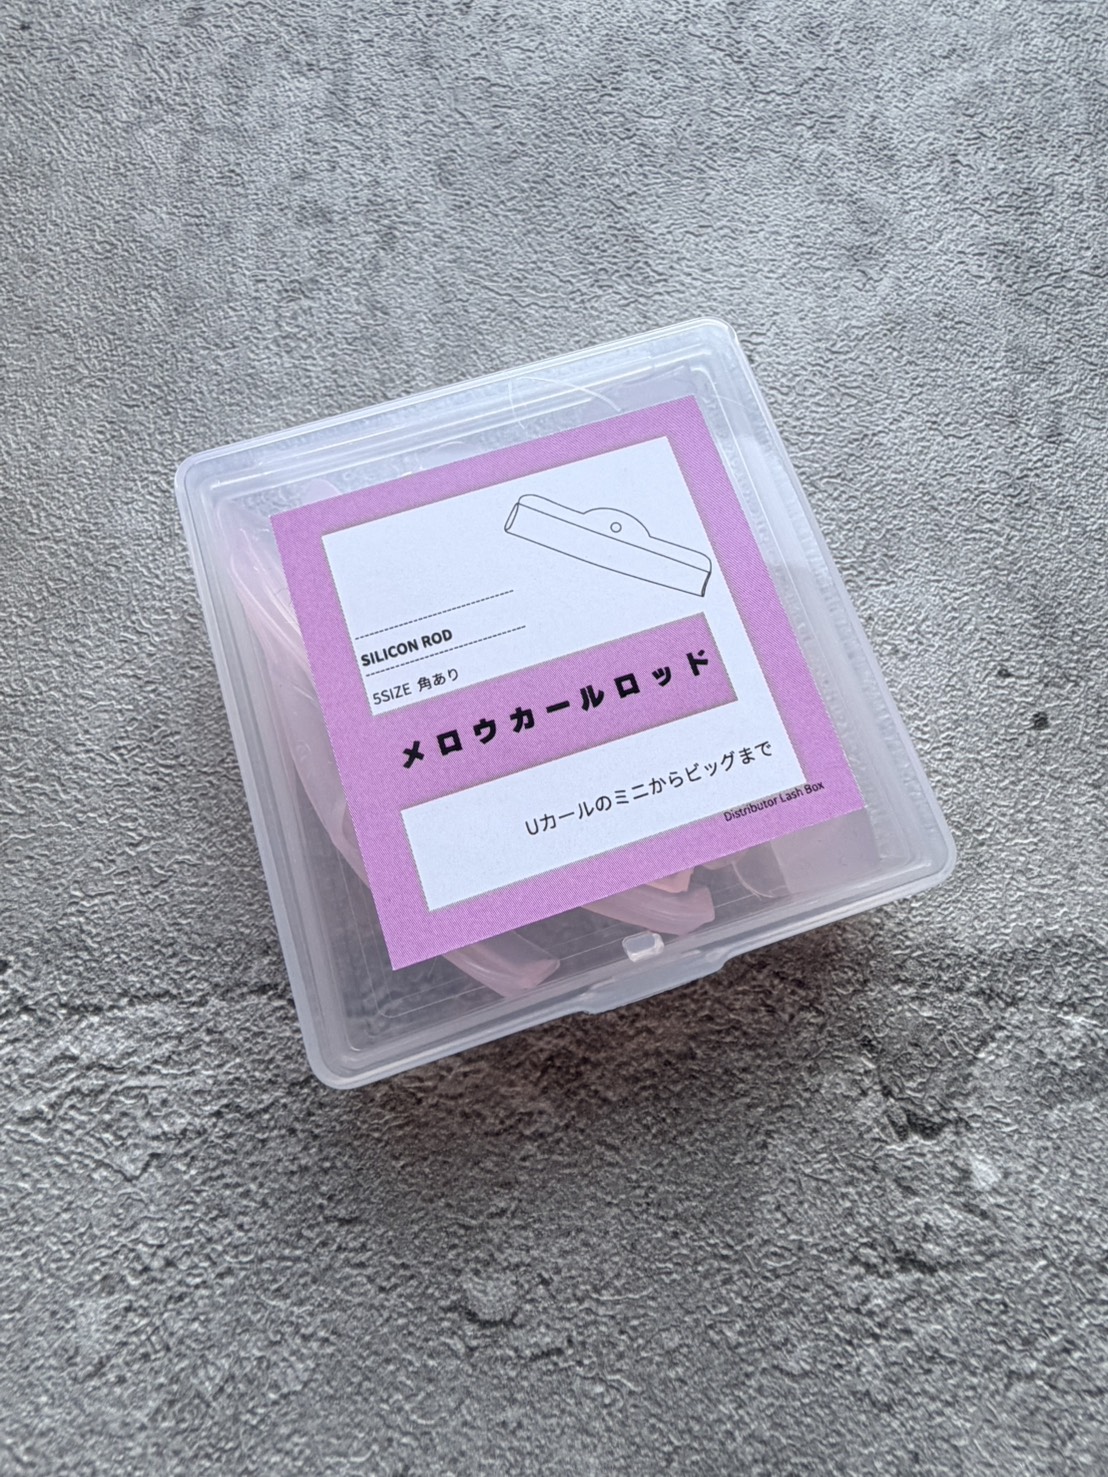 SILICON ROD
5SIZE 角あり
メロウカールロッド
Uカールのミニからビッグまで
Distributor Lash Box